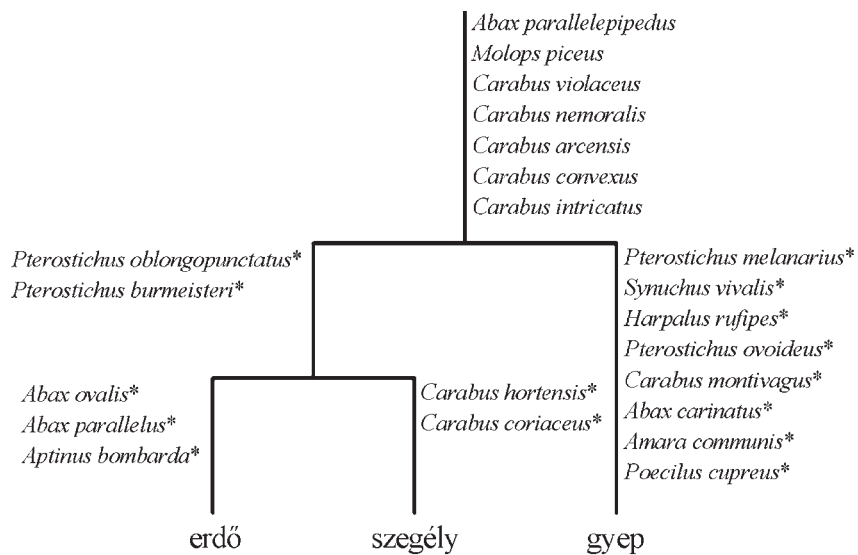 Abax parallelepipedus
Molops piceus
Carabus violaceus
Carabus nemoralis
Carabus arcensis
Carabus convexus
Carabus intricatus
Pterostichus oblongopunctatus*
Pterostichus burmeisteri*
Pterostichus melanarius*
Synuchus vivalis*
Harpalus rufipes*
Pterostichus ovoideus*
Carabus montivagus*
Abax carinatus*
Amara communis*
Poecilus cupreus*
Abax ovalis*
Abax parallelus*
Aptinus bombarda*
Carabus hortensis*
Carabus coriaceus*
erdő
szegély
gyep